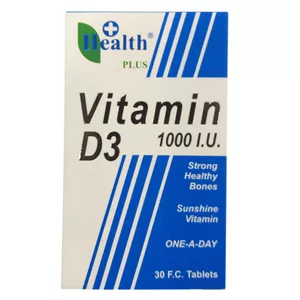 Health®
PLUS
Vitamin
D3 1000 I.U.
Strong
Healthy
Bones
Sunshine
Vitamin
ONE-A-DAY
30 F.C. Tablets